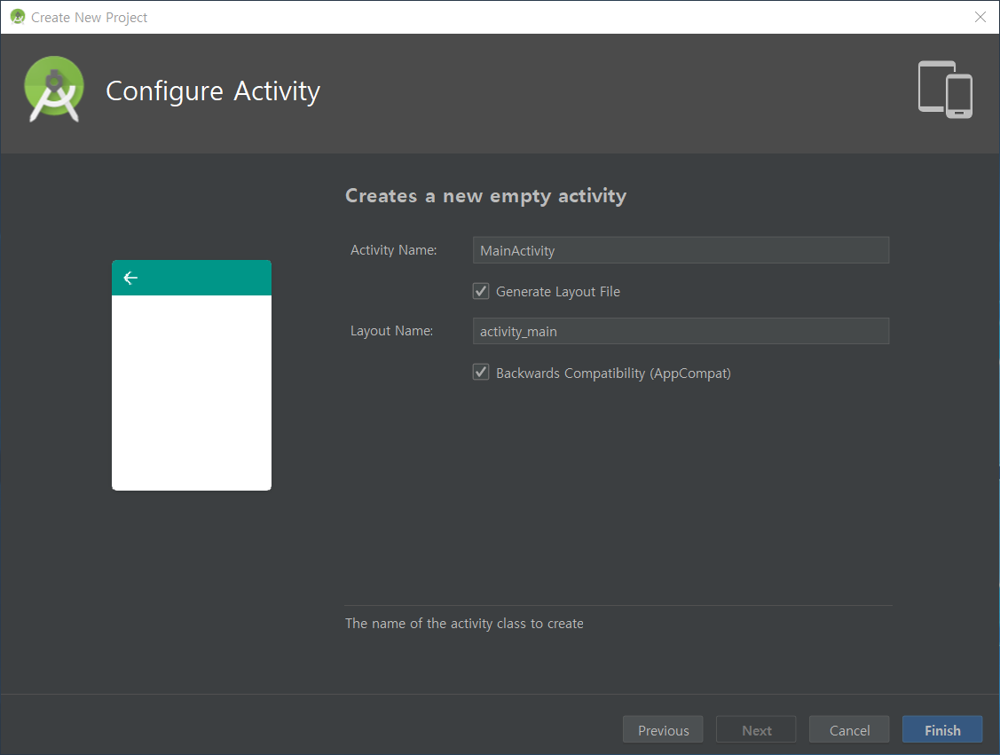 Create New Project
Configure Activity
Creates a new empty activity
Activity Name: MainActivity
Generate Layout File
Layout Name: activity_main
Backwards Compatibility (AppCompat)
The name of the activity class to create
Previous Next Cancel Finish